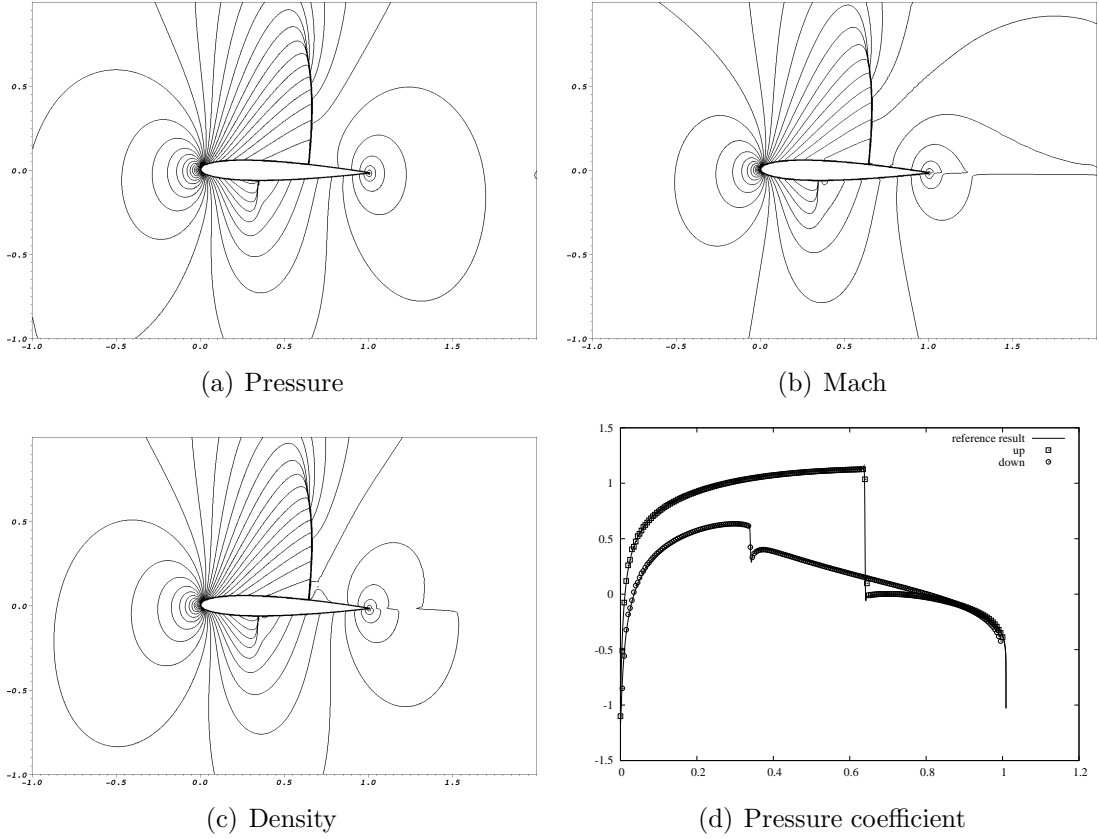 0.5
0.0
-0.5
-1.0
-1.0 -0.5 0.0 0.5 1.0 1.5
(a) Pressure
0.5
0.0
-0.5
-1.0
-1.0 -0.5 0.0 0.5 1.0 1.5
(b) Mach
0.5
0.0
-0.5
-1.0
-1.0 -0.5 0.0 0.5 1.0 1.5
(c) Density
1.5
1
0.5
0
-0.5
-1
-1.5
0 0.2 0.4 0.6 0.8 1 1.2
reference result
up
down
(d) Pressure coefficient